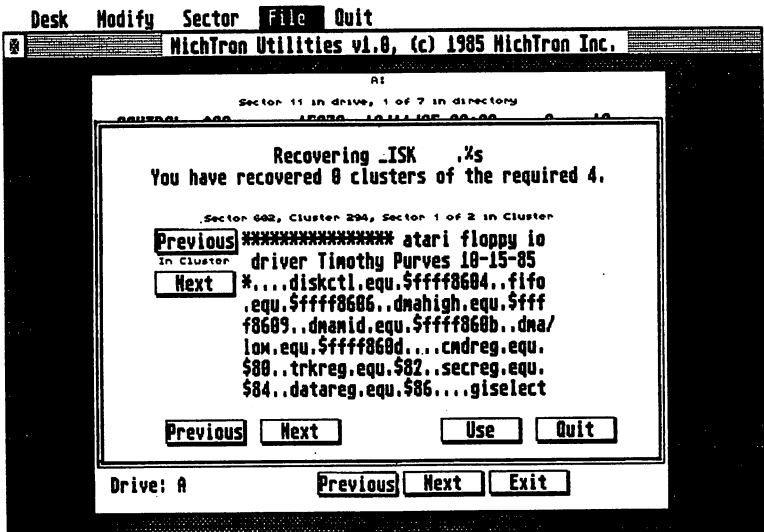 Desk Modify Sector File Quit
MichTron Utilities v1.0, (c) 1985 MichTron Inc.
A:
Sector 11 in drive, 1 of 7 in directory
Recovering _ISK .%s
You have recovered 0 clusters of the required 4.
Sector 602, Cluster 294, Sector 1 of 2 in Cluster
Previous **************** atari floppy io
In Cluster driver Timothy Purves 10-15-85
Next *....diskctl.equ.$ffff8604..fifo
.equ.$ffff8606..dmahigh.equ.$fff
f8609..dmamid.equ.$ffff860b..dma/
low.equ.$ffff860d....cmdreg.equ.
$80..trkreg.equ.$82..secreg.equ.
$84..datareg.equ.$86....giselect
Previous Next Use Quit
Drive: A Previous Next Exit